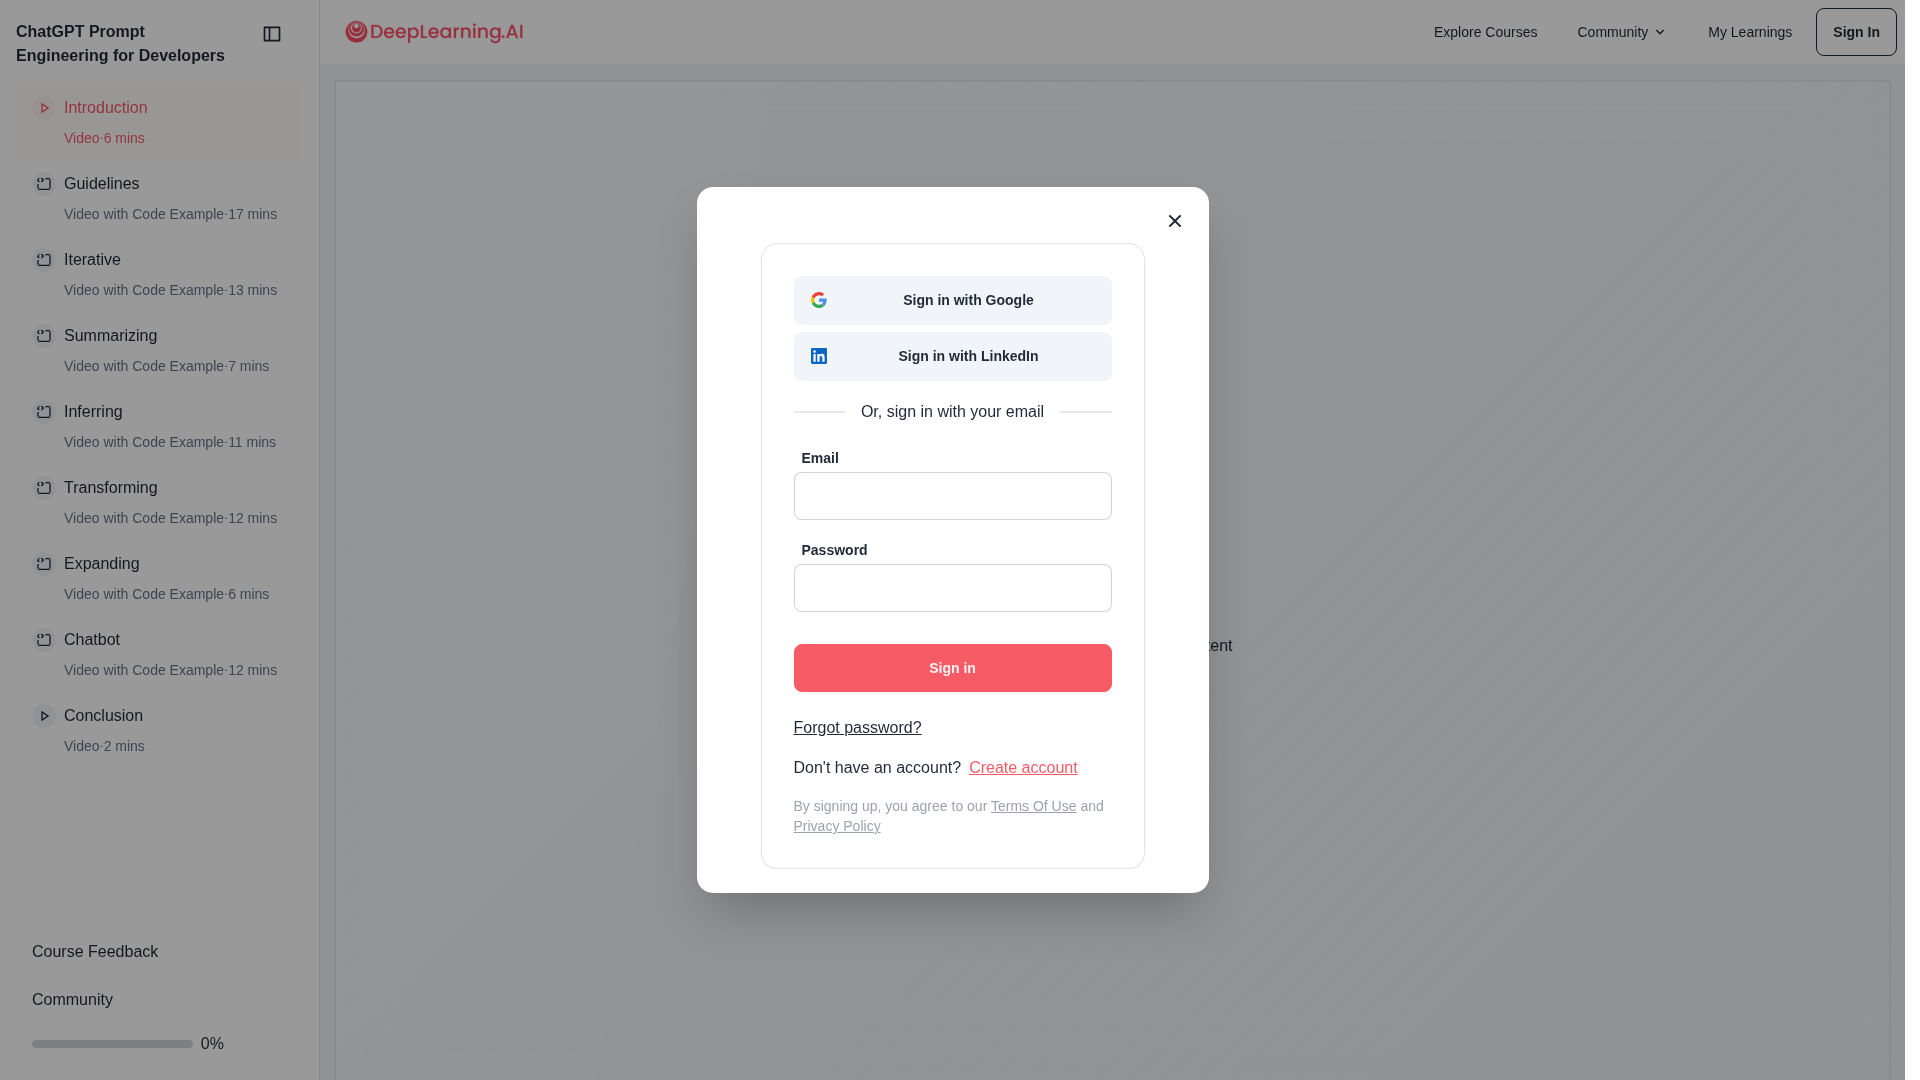 ChatGPT Prompt
Engineering for Developers
Introduction
Video·6 mins
Guidelines
Video with Code Example·17 mins
Iterative
Video with Code Example·13 mins
Summarizing
Video with Code Example·7 mins
Inferring
Video with Code Example·11 mins
Transforming
Video with Code Example·12 mins
Expanding
Video with Code Example·6 mins
Chatbot
Video with Code Example·12 mins
Conclusion
Video·2 mins
Course Feedback
Community
0%
DeepLearning.AI
Explore Courses
Community
My Learnings
Sign In
Sign in with Google
Sign in with LinkedIn
Or, sign in with your email
Email
Password
Sign in
Forgot password?
Don't have an account? Create account
By signing up, you agree to our Terms Of Use and
Privacy Policy